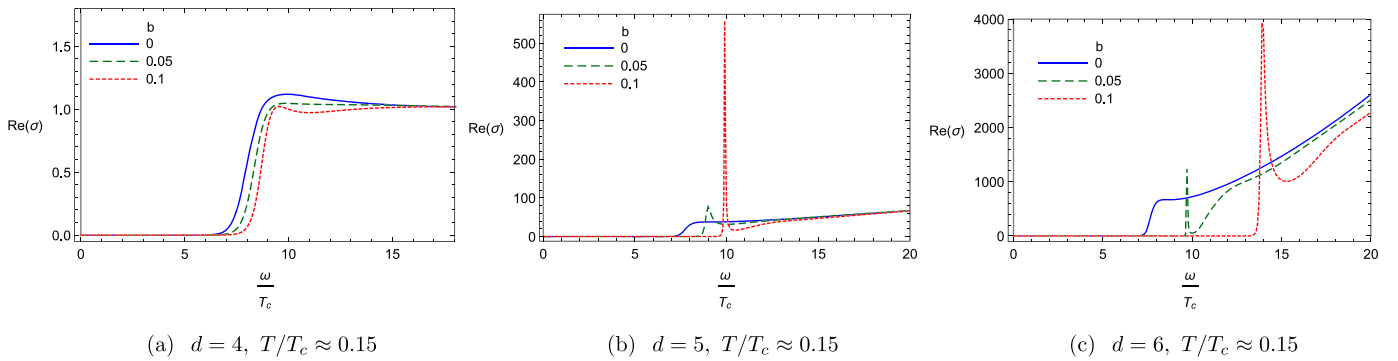 b
0
0.05
0.1
Re(σ)
1.5
1.0
0.5
0.0
0
5
10
15
ω
T_c
(a) d = 4, T/T_c ≈ 0.15
b
0
0.05
0.1
Re(σ)
500
400
300
200
100
0
0
5
10
15
20
ω
T_c
(b) d = 5, T/T_c ≈ 0.15
b
0
0.05
0.1
Re(σ)
4000
3000
2000
1000
0
0
5
10
15
20
ω
T_c
(c) d = 6, T/T_c ≈ 0.15